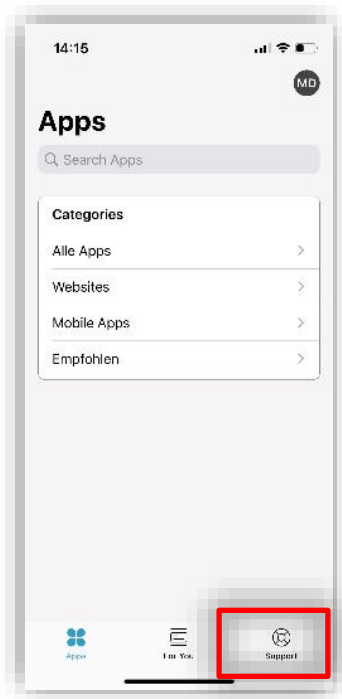 14:15
MD
Apps
Search Apps
Categories
Alle Apps
Websites
Mobile Apps
Empfohlen
Apps
For You
Support